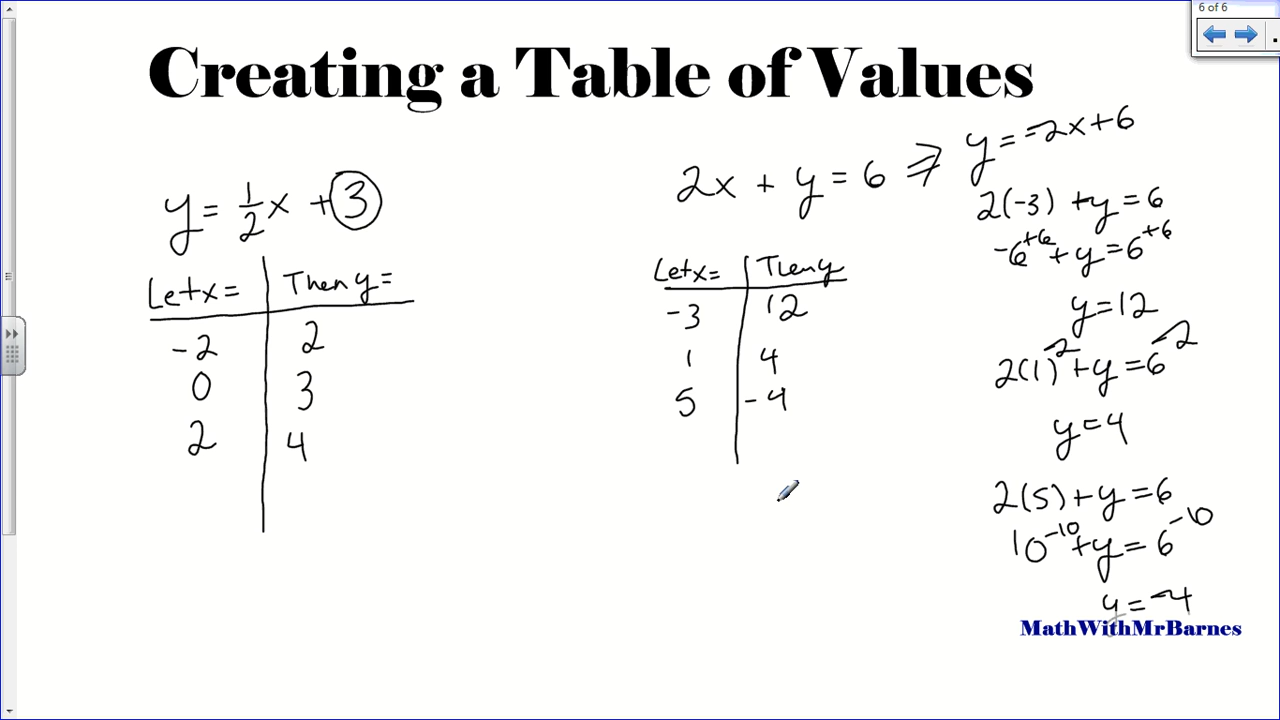 6 of 6
Creating a Table of Values
y = 1/2 x + 3
Let x = | Then y =
-2 | 2
0 | 3
2 | 4
2x + y = 6 ⇒ y = -2x + 6
Let x = | Then y
-3 | 12
1 | 4
5 | -4
2(-3) + y = 6
-6 +6 + y = 6 +6
y = 12
2(1) -2 + y = 6 -2
y = 4
2(5) + y = 6
10 -10 + y = 6 -10
y = -4
MathWithMrBarnes